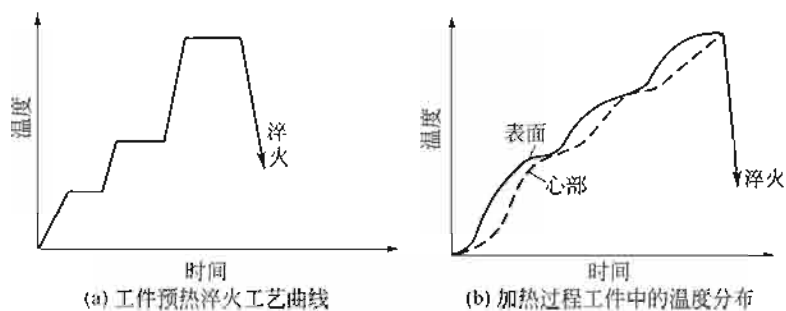 温度
淬
火
时间
(a) 工件预热淬火工艺曲线
温度
表面
心部
淬火
时间
(b) 加热过程工件中的温度分布